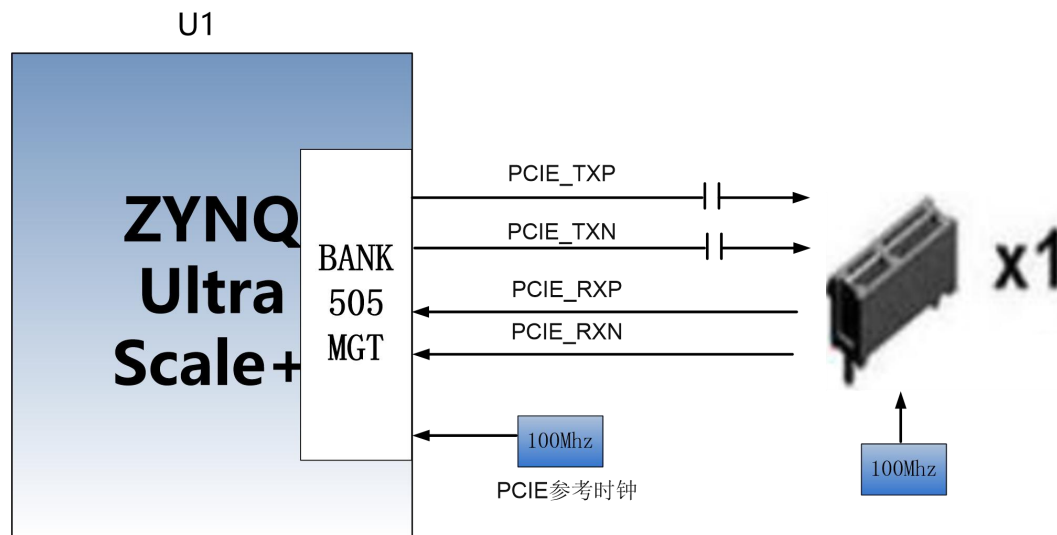 U1
ZYNQ
Ultra
Scale+
BANK
505
MGT
PCIE_TXP
PCIE_TXN
PCIE_RXP
PCIE_RXN
x1
100Mhz
PCIE参考时钟
100Mhz